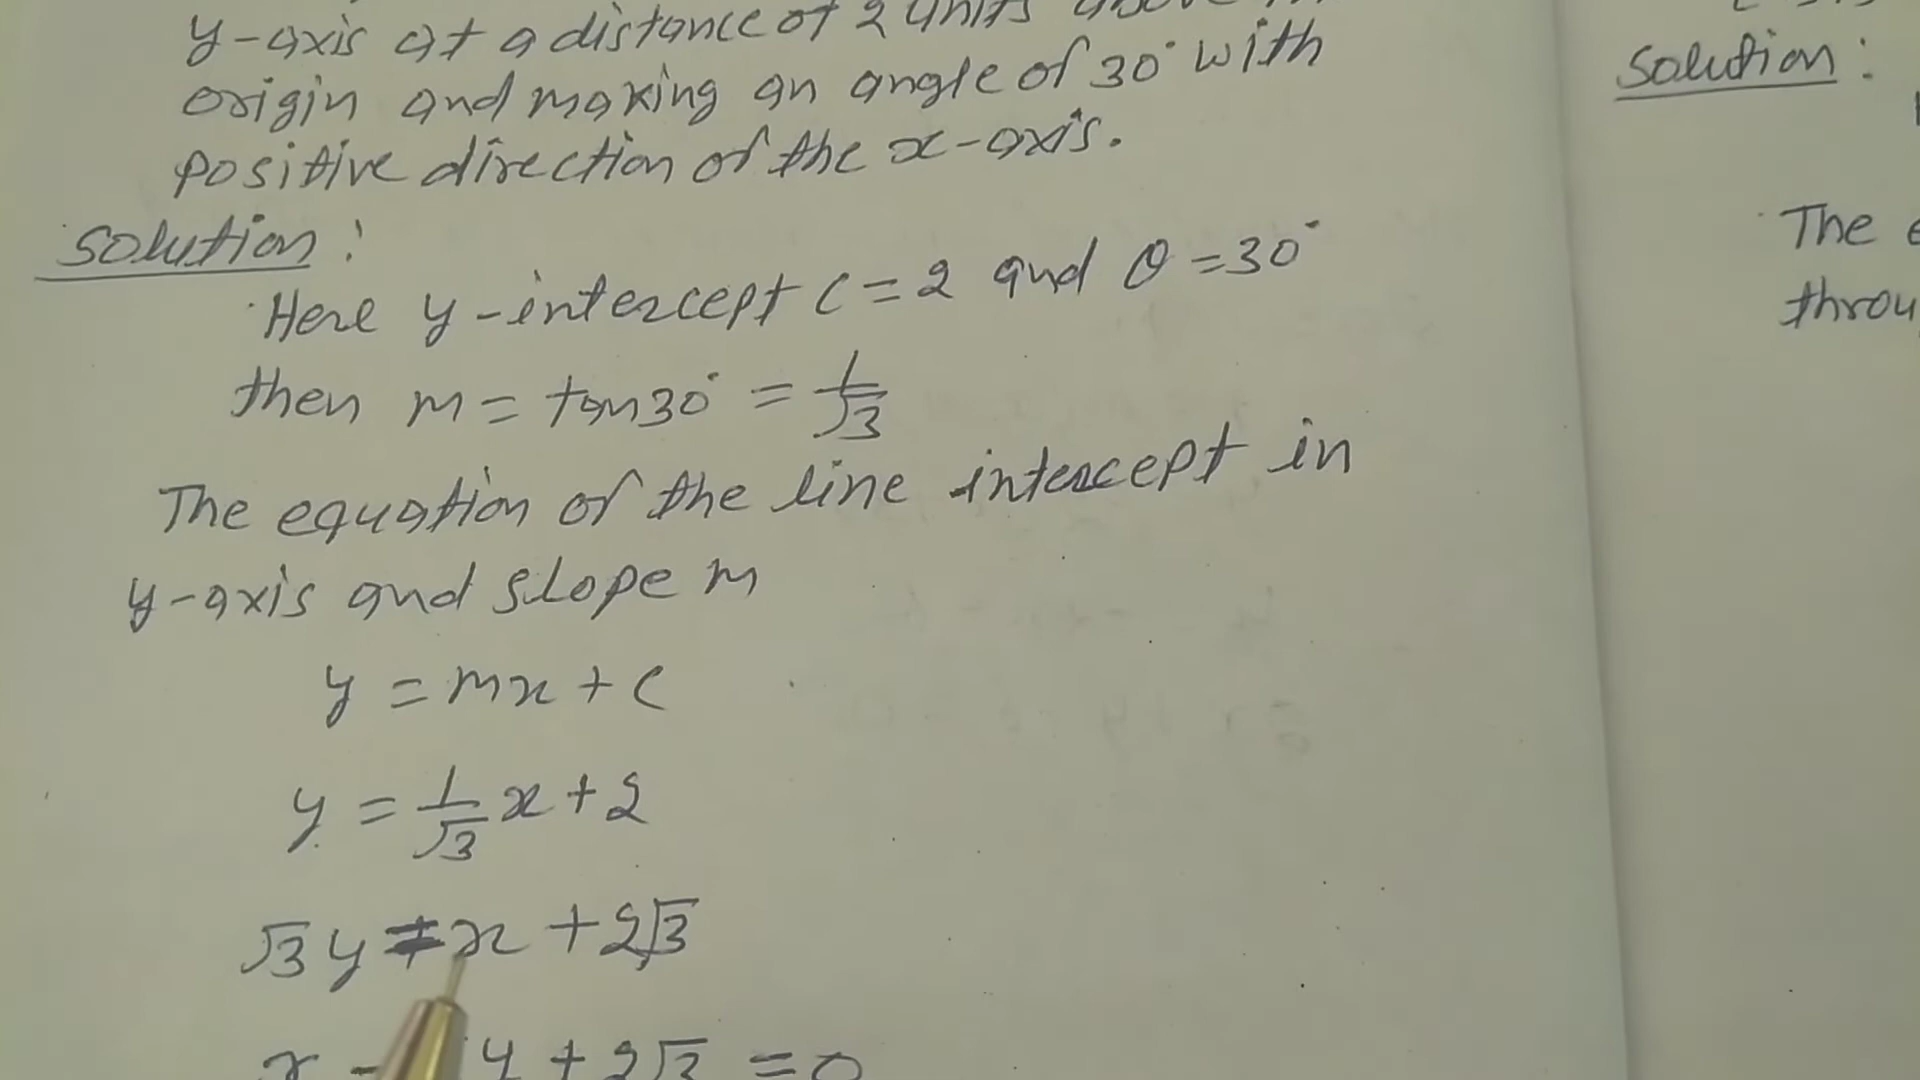 y-axis at a distance of 2 units above
origin and making an angle of 30° with
positive direction of the x-axis.
Solution:
Here y-intercept c=2 and θ=30°
then m = tan30° = 1/√3
The equation of the line intercept in
y-axis and slope m
y = mx + c
y = 1/√3 x + 2
√3 y = x + 2√3
y + 2√3 = 0
Solution:
The